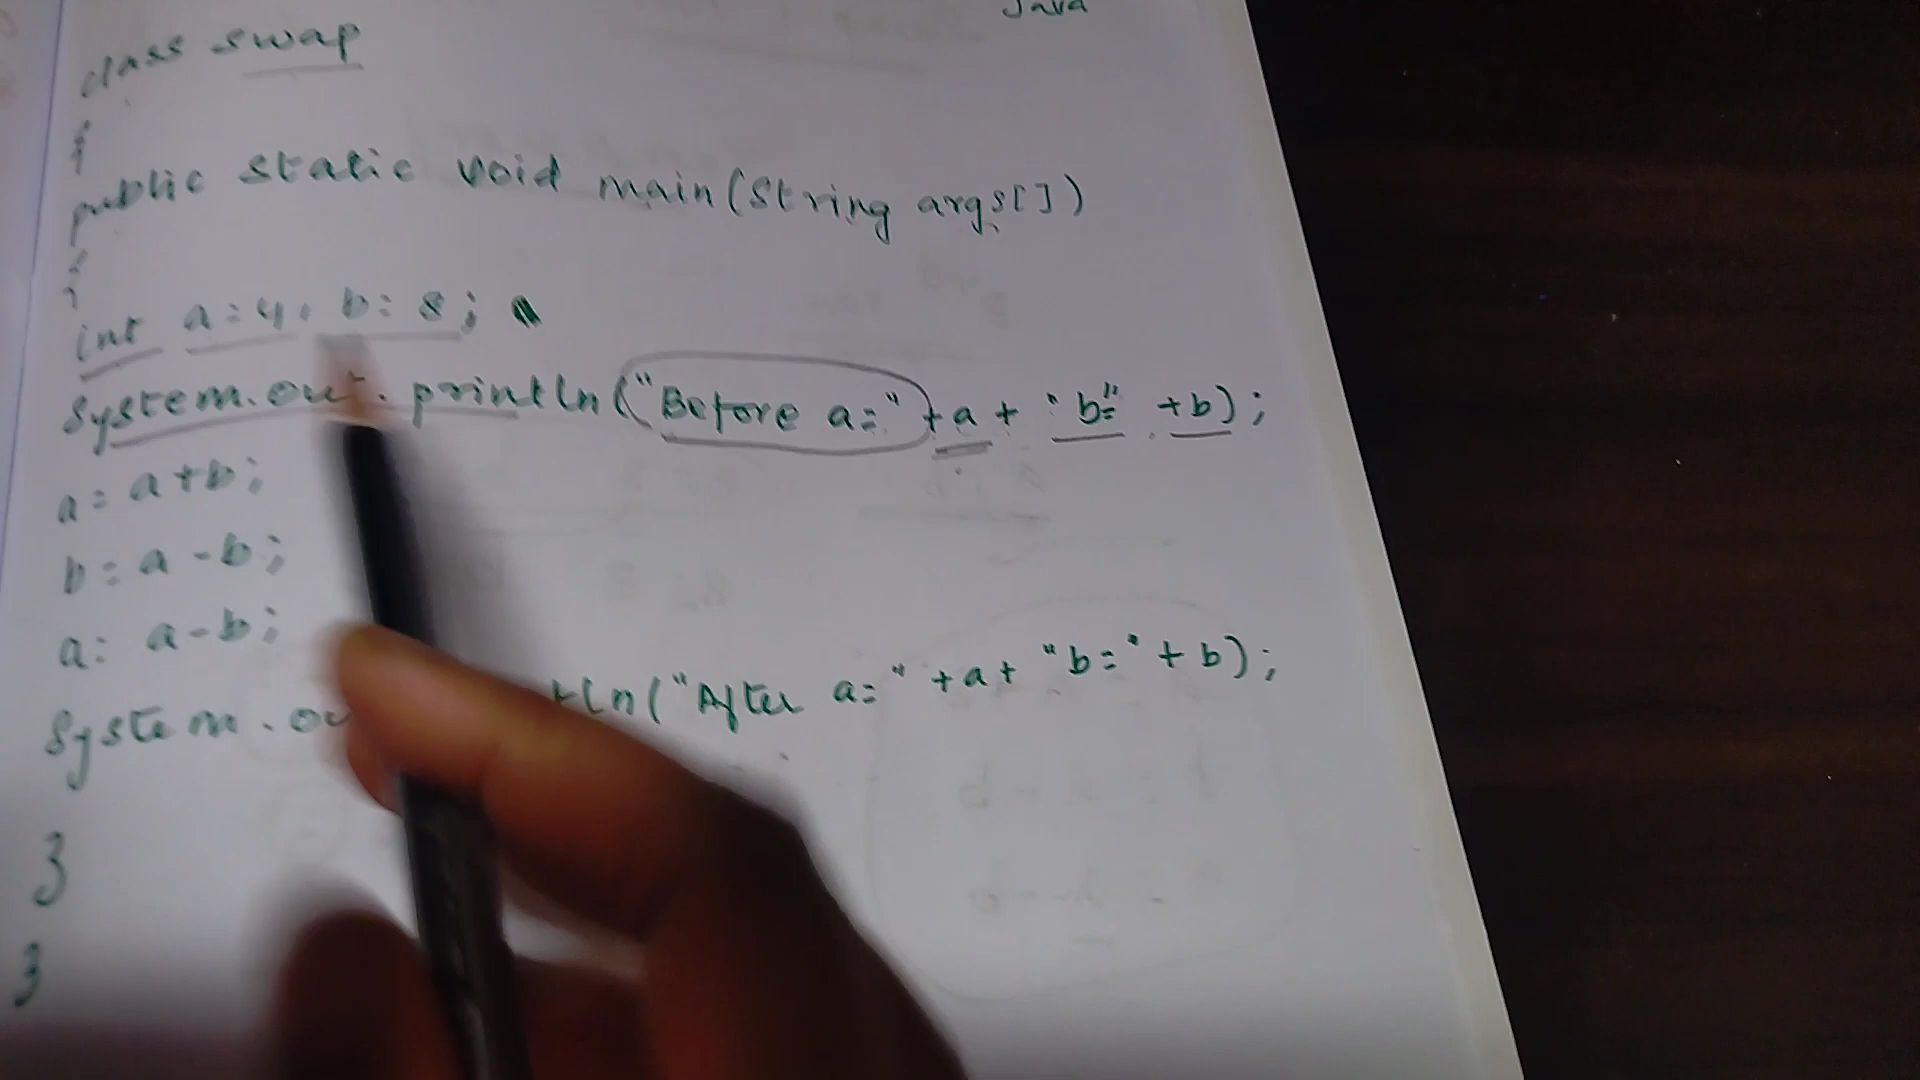 Java
class swap
{
public static void main(String args[])
{
int a=4, b=8;
System.out.println("Before a="+a+ "b=" +b);
a=a+b;
b=a-b;
a=a-b;
System.ou ln("After a="+a+ "b="+b);
}
}